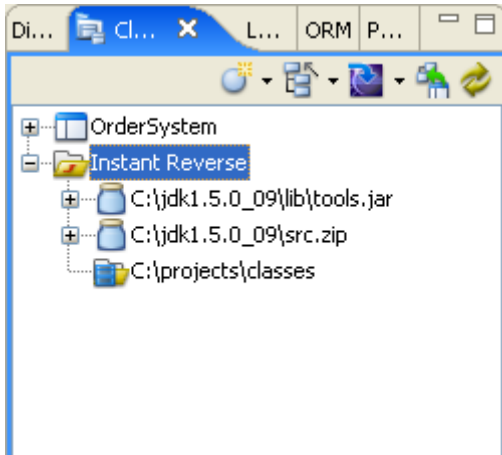 Di... Cl... L... ORM P...
OrderSystem
Instant Reverse
C:\jdk1.5.0_09\lib\tools.jar
C:\jdk1.5.0_09\src.zip
C:\projects\classes